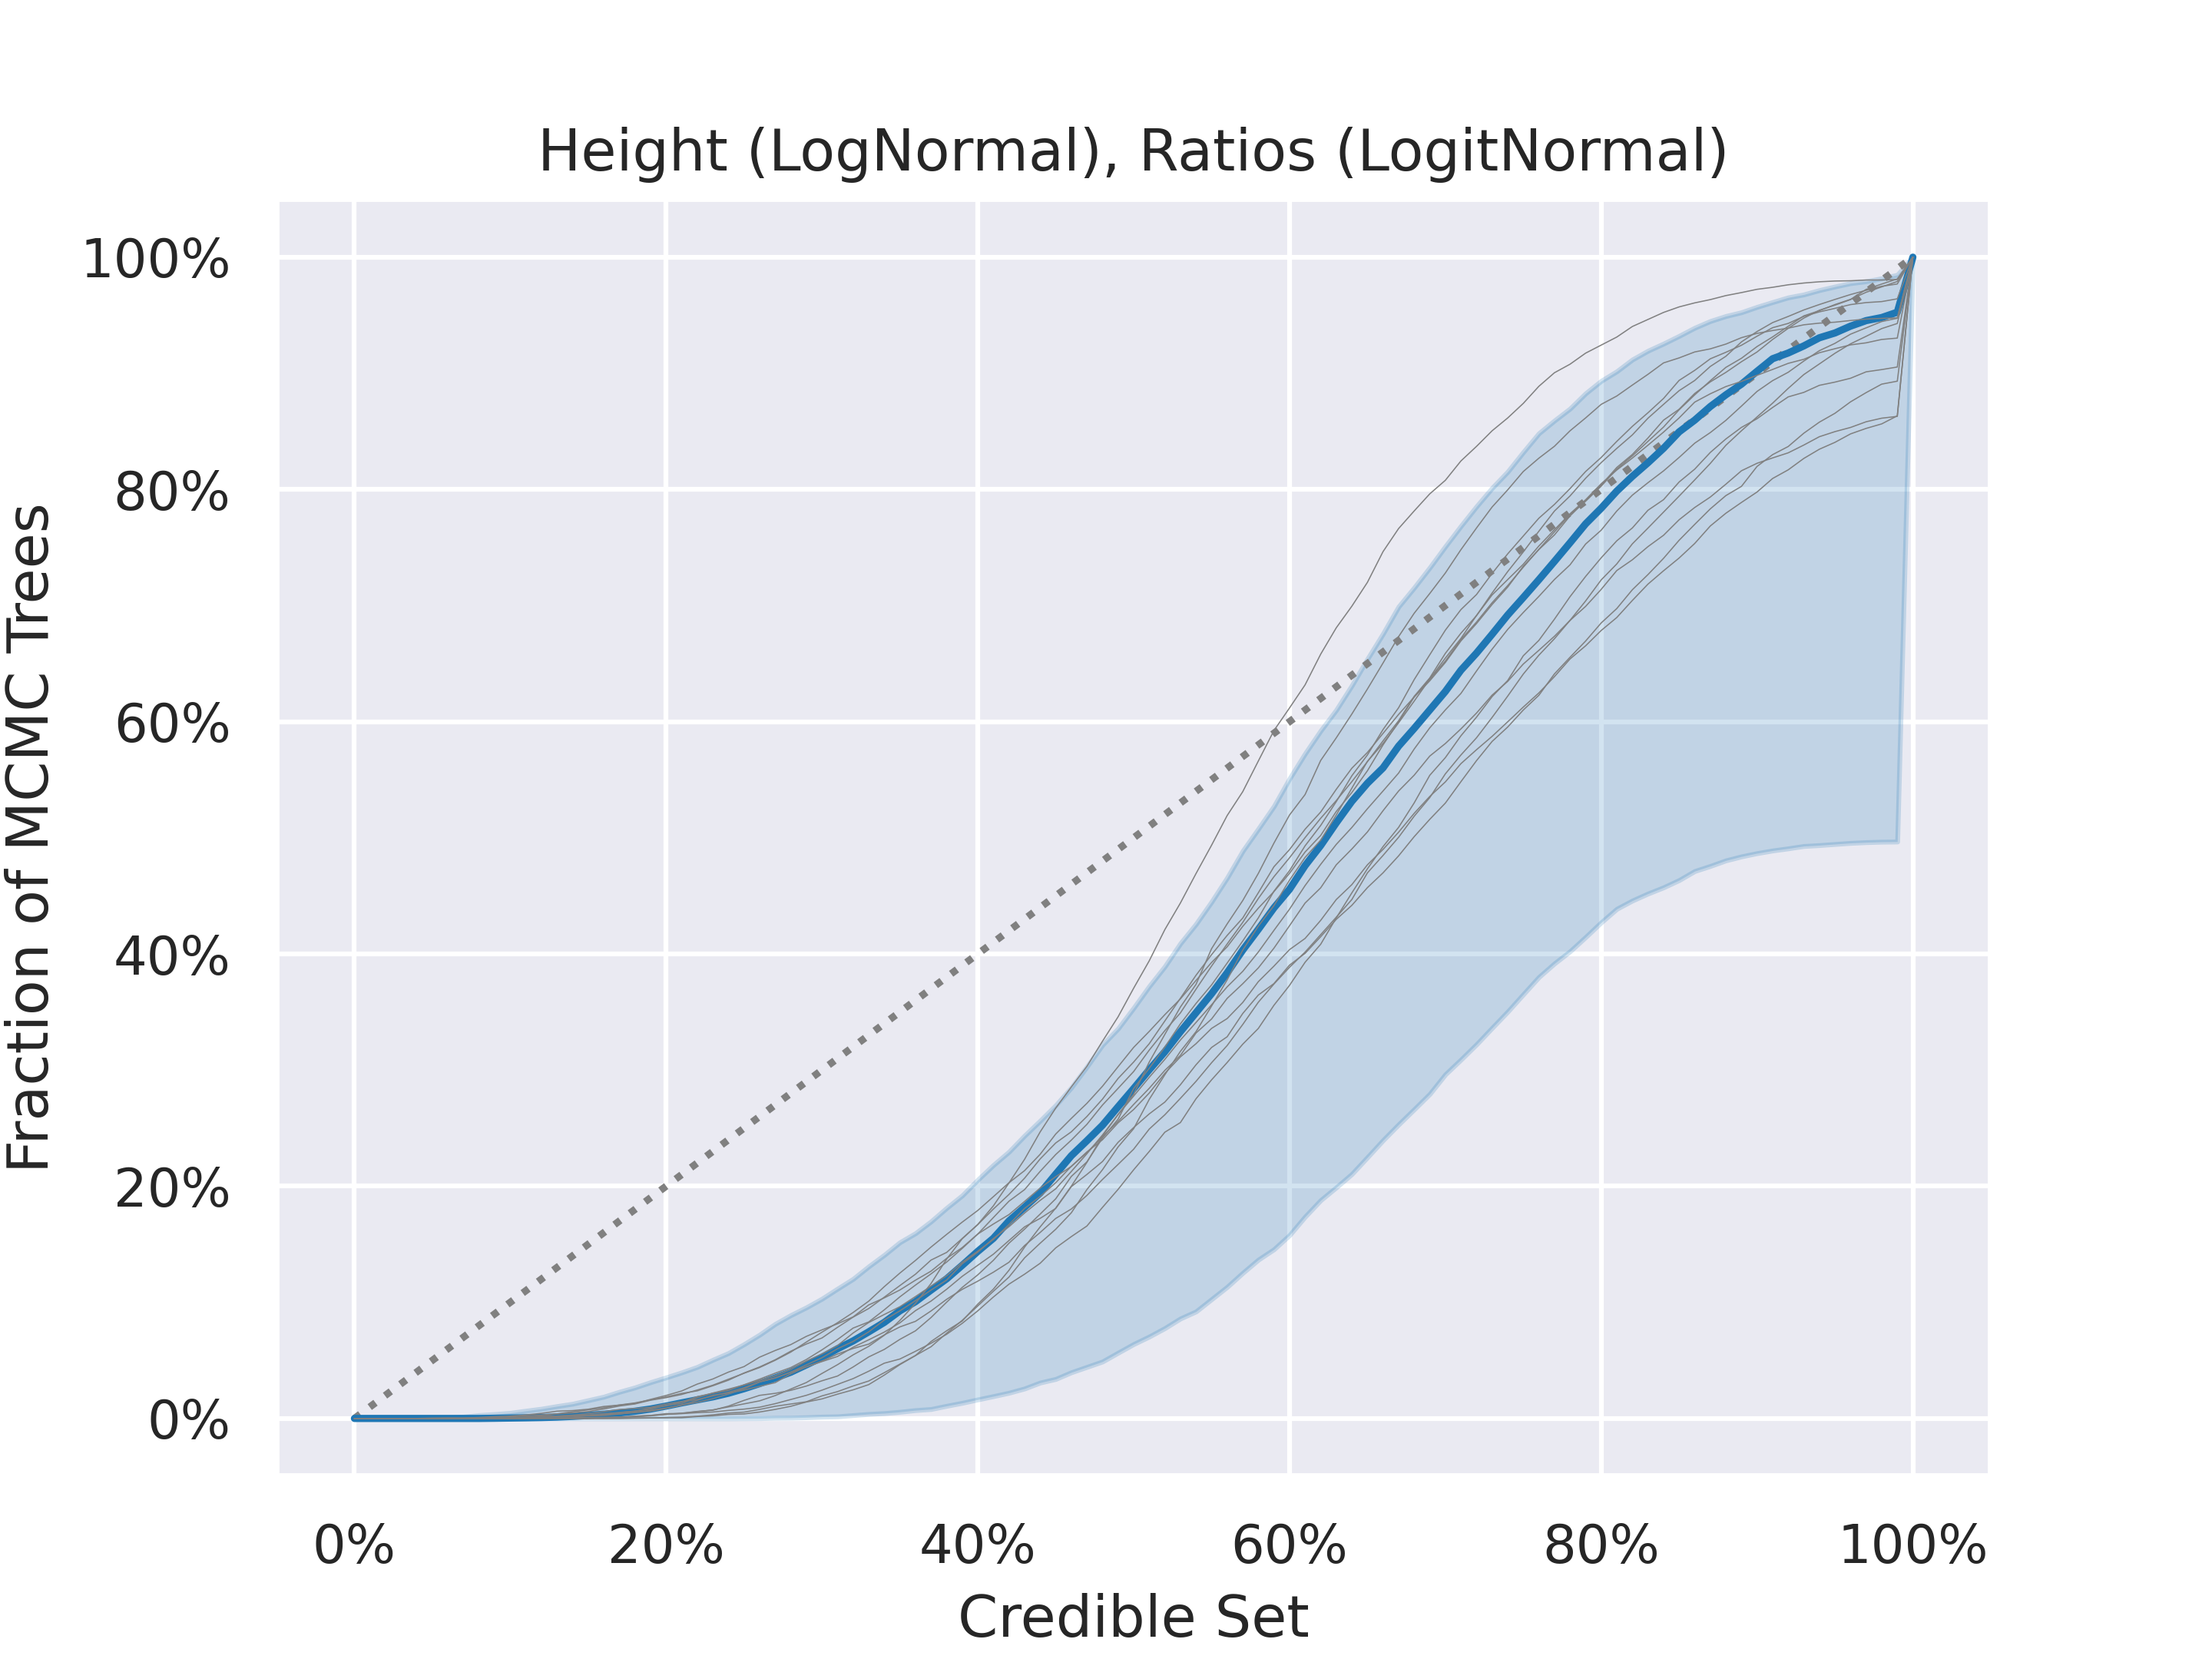 Height (LogNormal), Ratios (LogitNormal)
Fraction of MCMC Trees
100%
80%
60%
40%
20%
0%
0% 20% 40% 60% 80% 100%
Credible Set